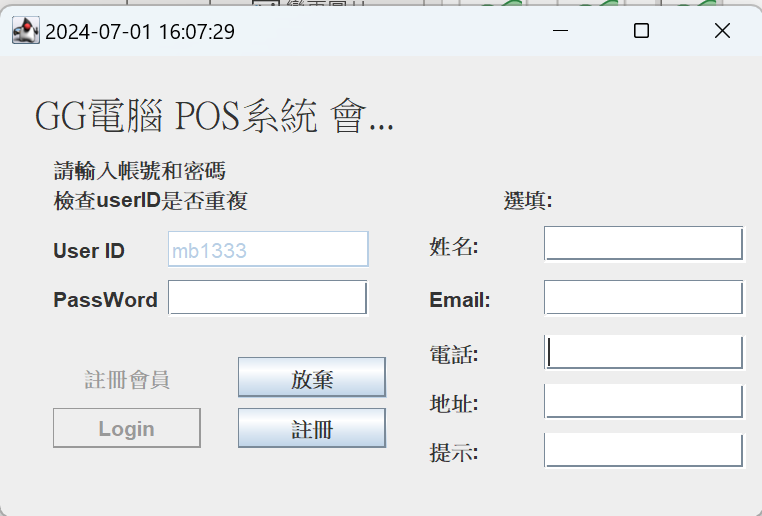 2024-07-01 16:07:29
GG電腦 POS系統 會...
請輸入帳號和密碼
檢查userID是否重複
選填:
User ID
mb1333
姓名:
PassWord
Email:
電話:
註冊會員
放棄
地址:
Login
註冊
提示: